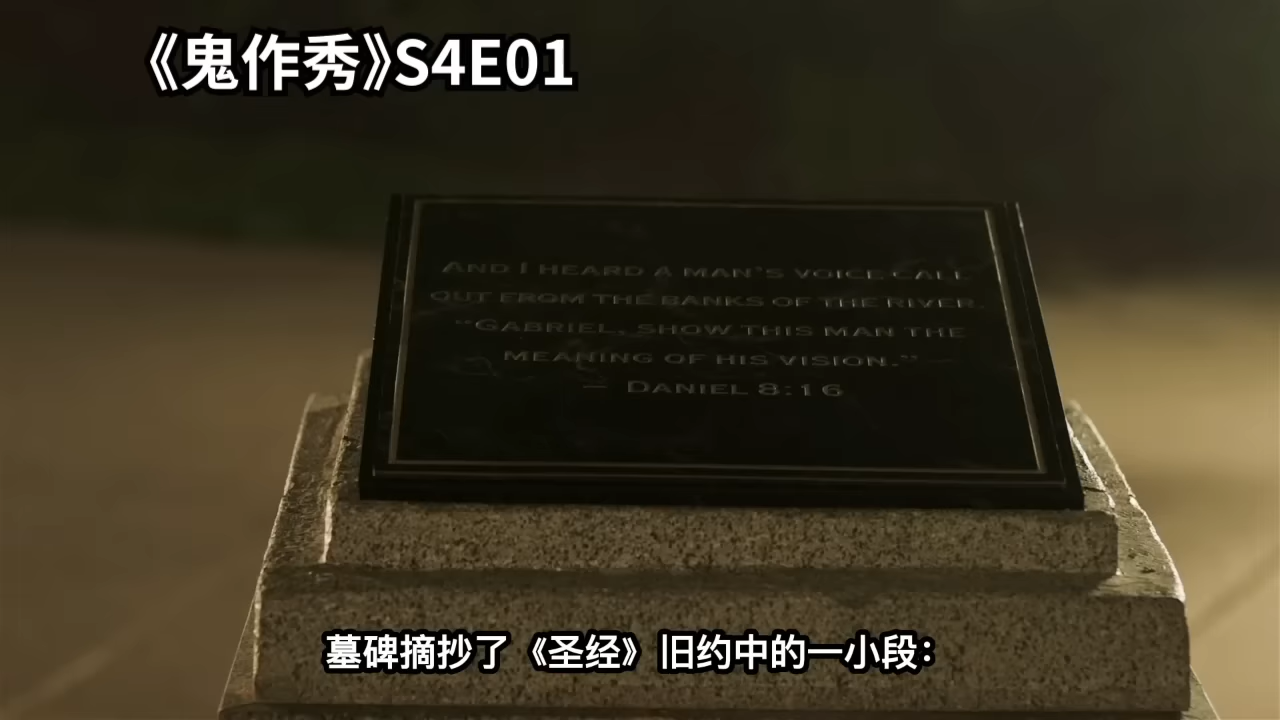 《鬼作秀》S4E01
AND I HEARD A MAN'S VOICE CALL
OUT FROM THE BANKS OF THE RIVER,
"GABRIEL, SHOW THIS MAN THE
MEANING OF HIS VISION."—
— DANIEL 8:16
墓碑摘抄了《圣经》旧约中的一小段：